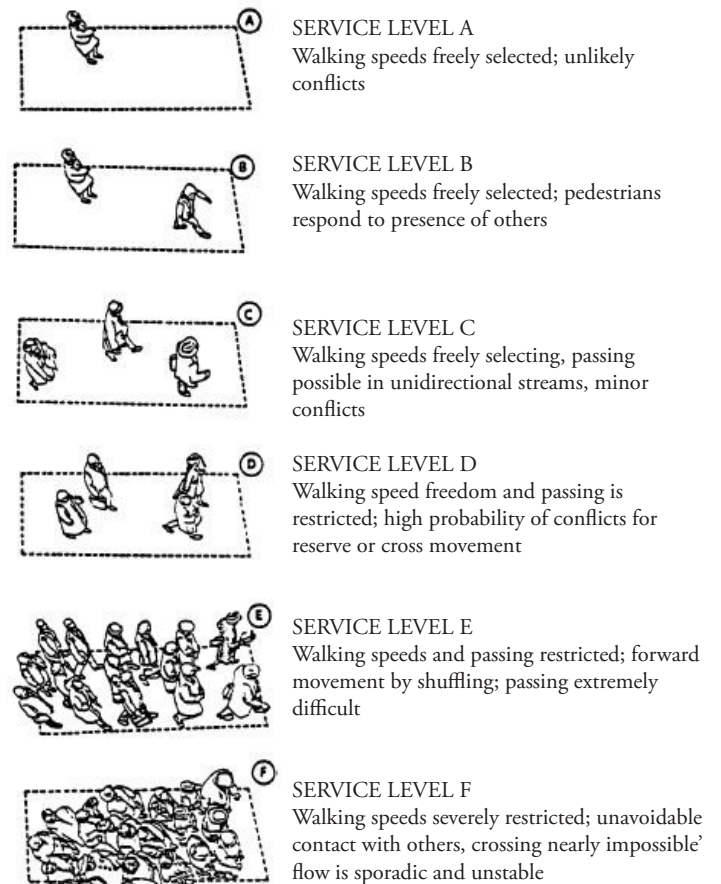 A
SERVICE LEVEL A
Walking speeds freely selected; unlikely
conflicts
B
SERVICE LEVEL B
Walking speeds freely selected; pedestrians
respond to presence of others
C
SERVICE LEVEL C
Walking speeds freely selecting, passing
possible in unidirectional streams, minor
conflicts
D
SERVICE LEVEL D
Walking speed freedom and passing is
restricted; high probability of conflicts for
reserve or cross movement
E
SERVICE LEVEL E
Walking speeds and passing restricted; forward
movement by shuffling; passing extremely
difficult
F
SERVICE LEVEL F
Walking speeds severely restricted; unavoidable
contact with others, crossing nearly impossible’
flow is sporadic and unstable